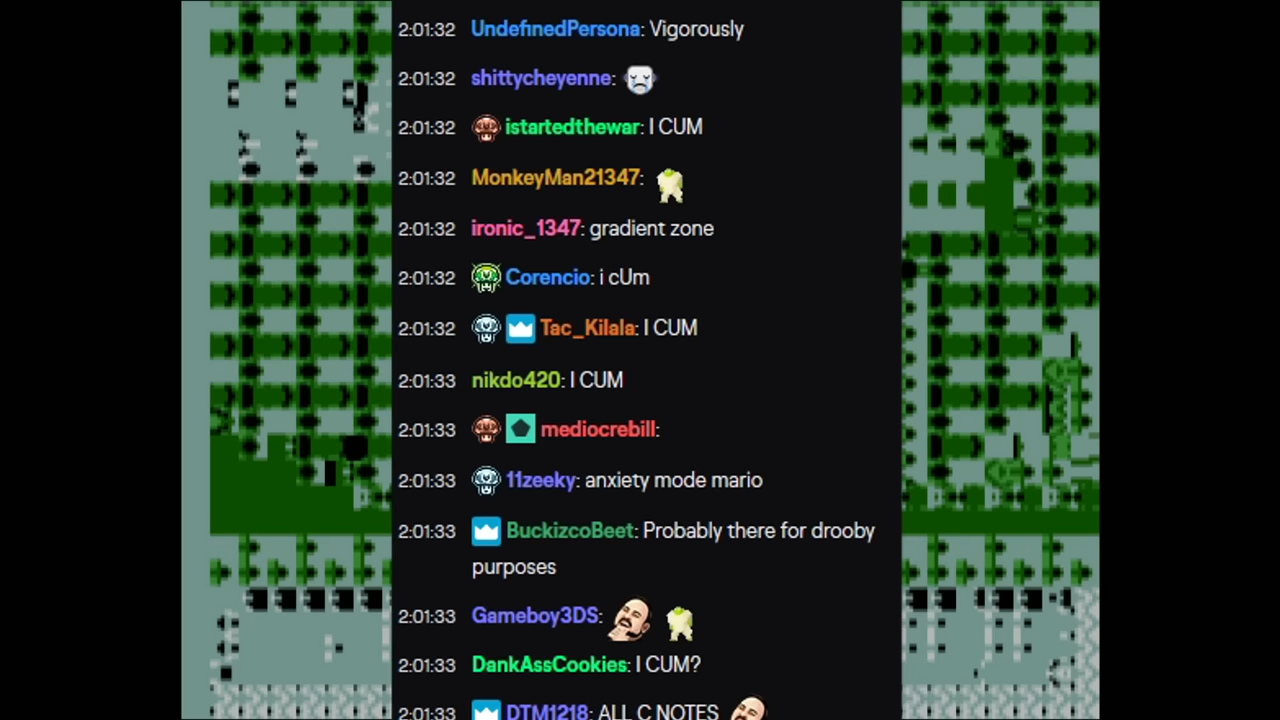 2:01:32 UndefinedPersona: Vigorously
2:01:32 shittycheyenne:
2:01:32 istartedthewar: I CUM
2:01:32 MonkeyMan21347:
2:01:32 ironic_1347: gradient zone
2:01:32 Corencio: i cUm
2:01:32 Tac_Kilala: I CUM
2:01:33 nikdo420: I CUM
2:01:33 mediocrebill:
2:01:33 11zeeky: anxiety mode mario
2:01:33 BuckizcoBeet: Probably there for drooby
purposes
2:01:33 Gameboy3DS:
2:01:33 DankAssCookies: I CUM?
2:01:33 DTM1218: ALL C NOTES